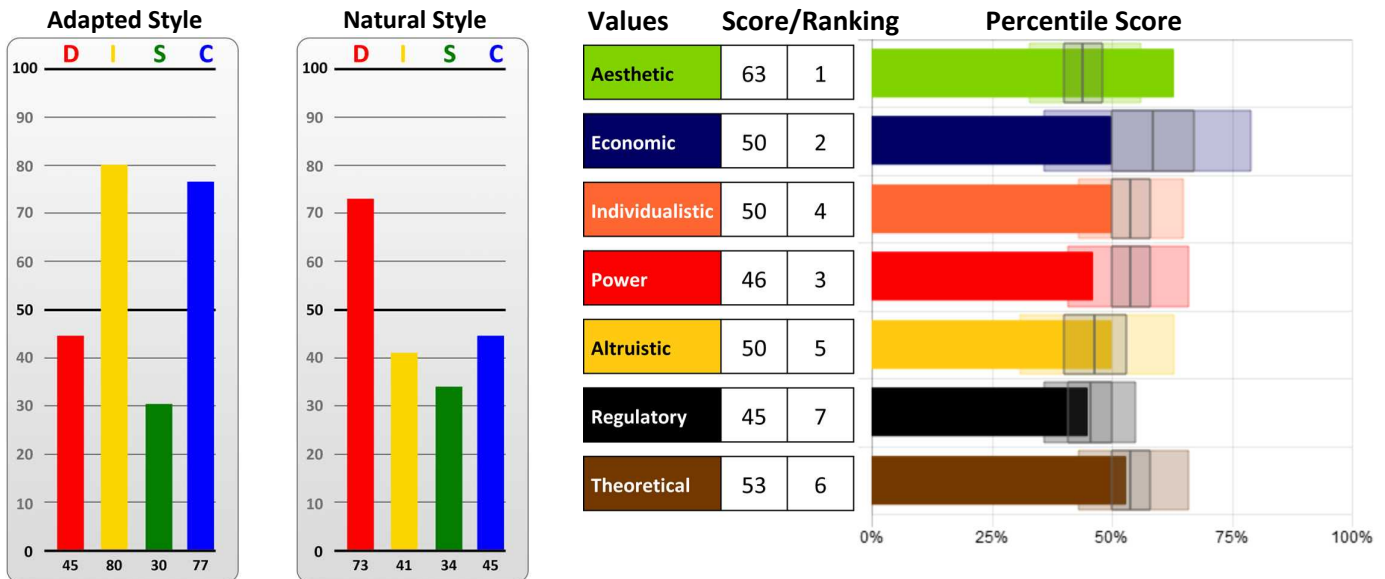 Adapted Style
D I S C
100
90
80
70
60
50
40
30
20
10
0
45 80 30 77
Natural Style
D I S C
100
90
80
70
60
50
40
30
20
10
0
73 41 34 45
Values Score/Ranking Percentile Score
Aesthetic 63 1
Economic 50 2
Individualistic 50 4
Power 46 3
Altruistic 50 5
Regulatory 45 7
Theoretical 53 6
0% 25% 50% 75% 100%